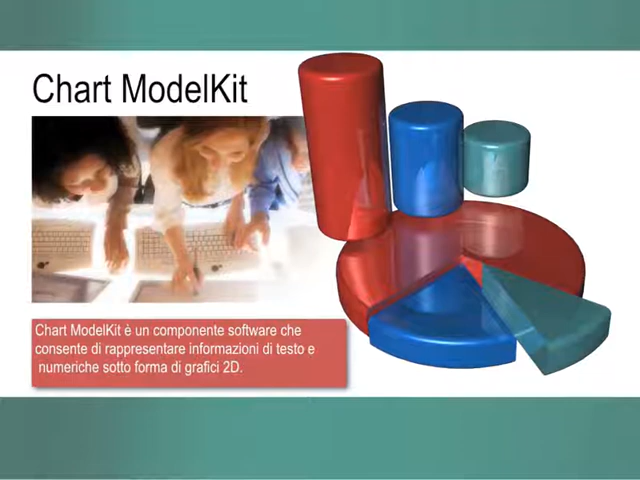 Chart ModelKit
Chart ModelKit è un componente software che
consente di rappresentare informazioni di testo e
numeriche sotto forma di grafici 2D.